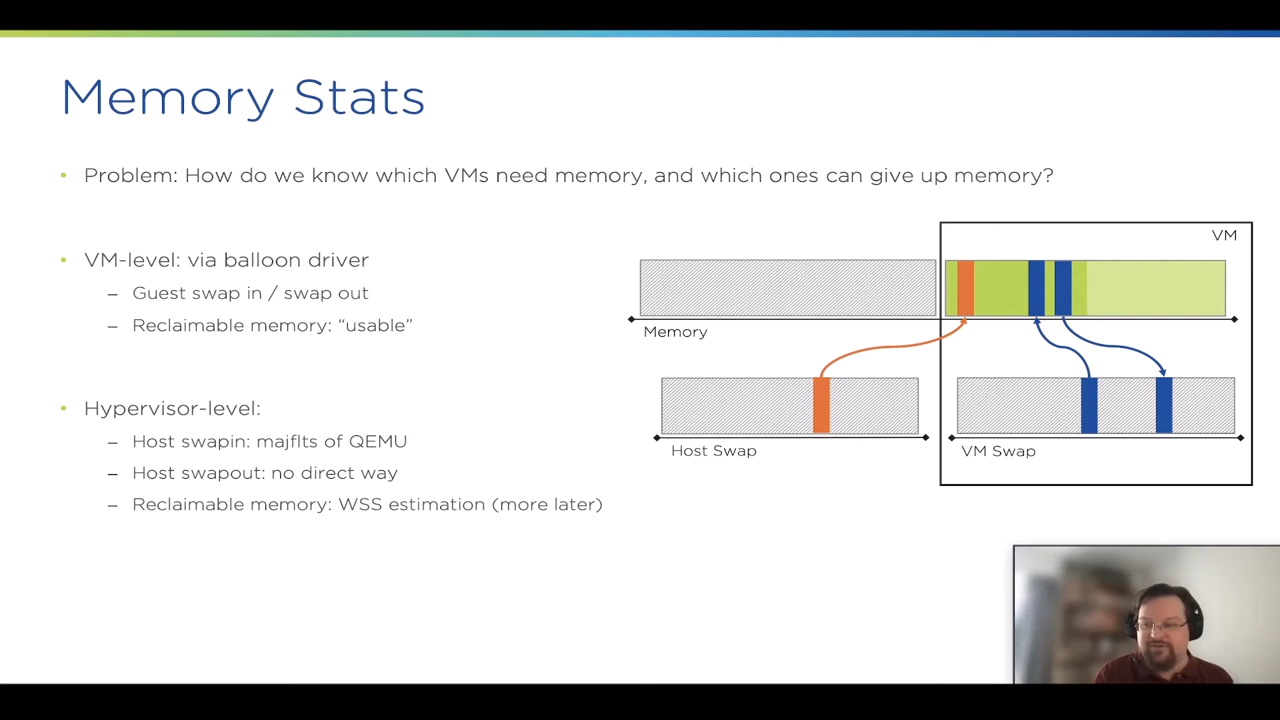 Memory Stats
• Problem: How do we know which VMs need memory, and which ones can give up memory?
• VM-level: via balloon driver
– Guest swap in / swap out
– Reclaimable memory: “usable”
• Hypervisor-level:
– Host swapin: majflts of QEMU
– Host swapout: no direct way
– Reclaimable memory: WSS estimation (more later)
VM
Memory
Host Swap
VM Swap